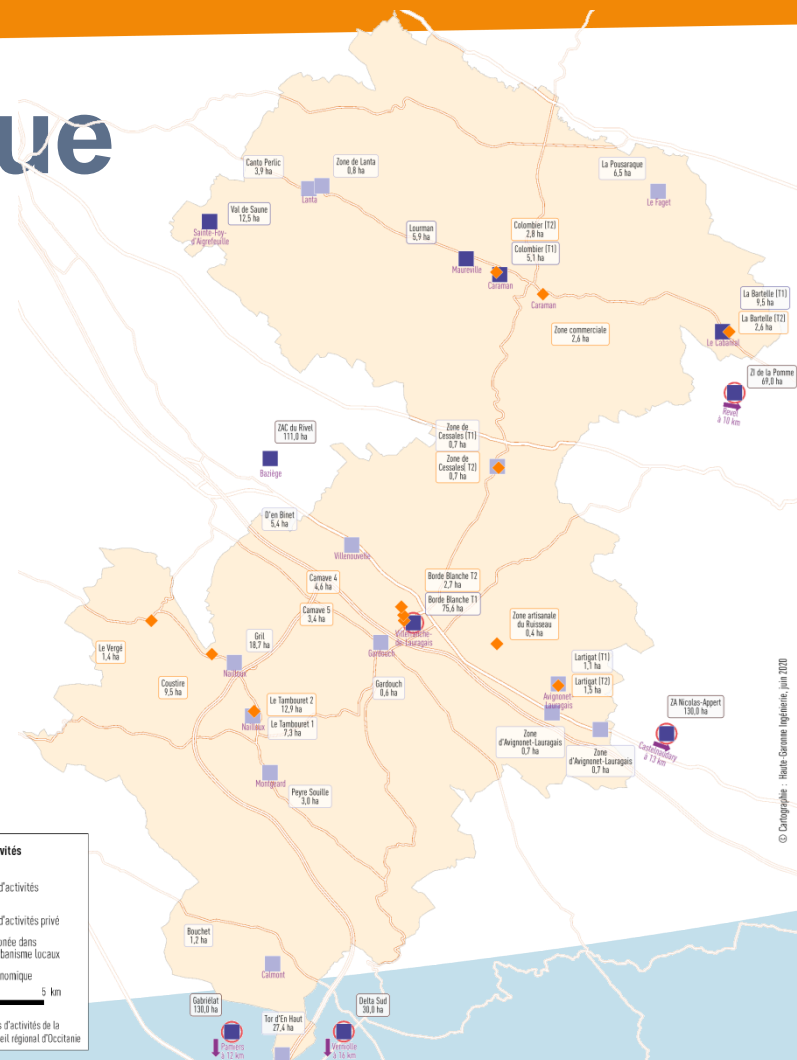 ue
Canto Perlic
3,9 ha
Zone de Lanta
0,8 ha
Lanta
La Pousaraque
6,5 ha
Le Faget
Val de Saune
12,5 ha
Sainte-Foy-
d'Aigrefeuille
Lourman
5,9 ha
Maureville
Colombier (T2)
2,8 ha
Colombier (T1)
5,1 ha
Caraman
Caraman
Zone commerciale
2,6 ha
La Bartelle (T1)
9,5 ha
La Bartelle (T2)
2,6 ha
Le Cabanial
ZI de la Pomme
69,0 ha
Revel
à 10 km
ZAC du Rivel
111,0 ha
Baziège
Zone de
Cessales (T1)
0,7 ha
Zone de
Cessales( T2)
0,7 ha
D'en Binet
5,4 ha
Villenouvelle
Camave 4
4,6 ha
Camave 5
3,4 ha
Borde Blanche T2
2,7 ha
Borde Blanche T1
75,6 ha
Villefranche-
de-Lauragais
Zone artisanale
du Ruisseau
0,4 ha
Le Vergé
1,4 ha
Coustire
9,5 ha
Gril
18,7 ha
Nailloux
Gardouch
Gardouch
0,6 ha
Lartigat (T1)
1,1 ha
Lartigat (T2)
1,5 ha
Avignonet-
Lauragais
Le Tambouret 2
12,9 ha
Le Tambouret 1
7,3 ha
Nailloux
Zone
d'Avignonet-Lauragais
0,7 ha
Zone
d'Avignonet-Lauragais
0,7 ha
ZA Nicolas-Appert
130,0 ha
Castelnaudary
à 13 km
Montgeard
Peyre Souille
3,0 ha
Bouchet
1,2 ha
Calmont
Gabriélat
130,0 ha
Pamiers
à 12 km
Tor d'En Haut
27,4 ha
Delta Sud
30,0 ha
Verniolle
à 16 km
vités
d'activités
d'activités privé
onée dans
rbanisme locaux
nomique
5 km
s d'activités de la
eil régional d'Occitanie
© Cartographie : Haute-Garonne Ingénierie, juin 2020